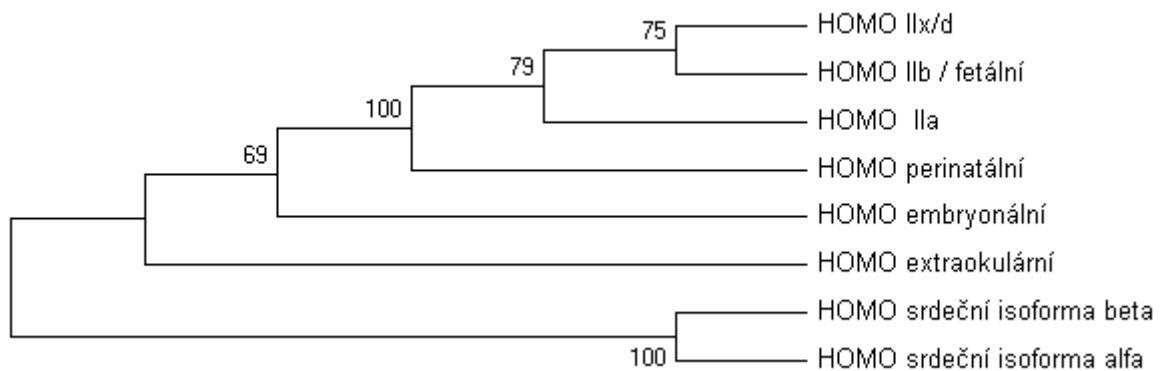 75
HOMO IIx/d
79
HOMO IIb / fetální
100
HOMO IIa
69
HOMO perinatální
HOMO embryonální
HOMO extraokulární
HOMO srdeční isoforma beta
100
HOMO srdeční isoforma alfa